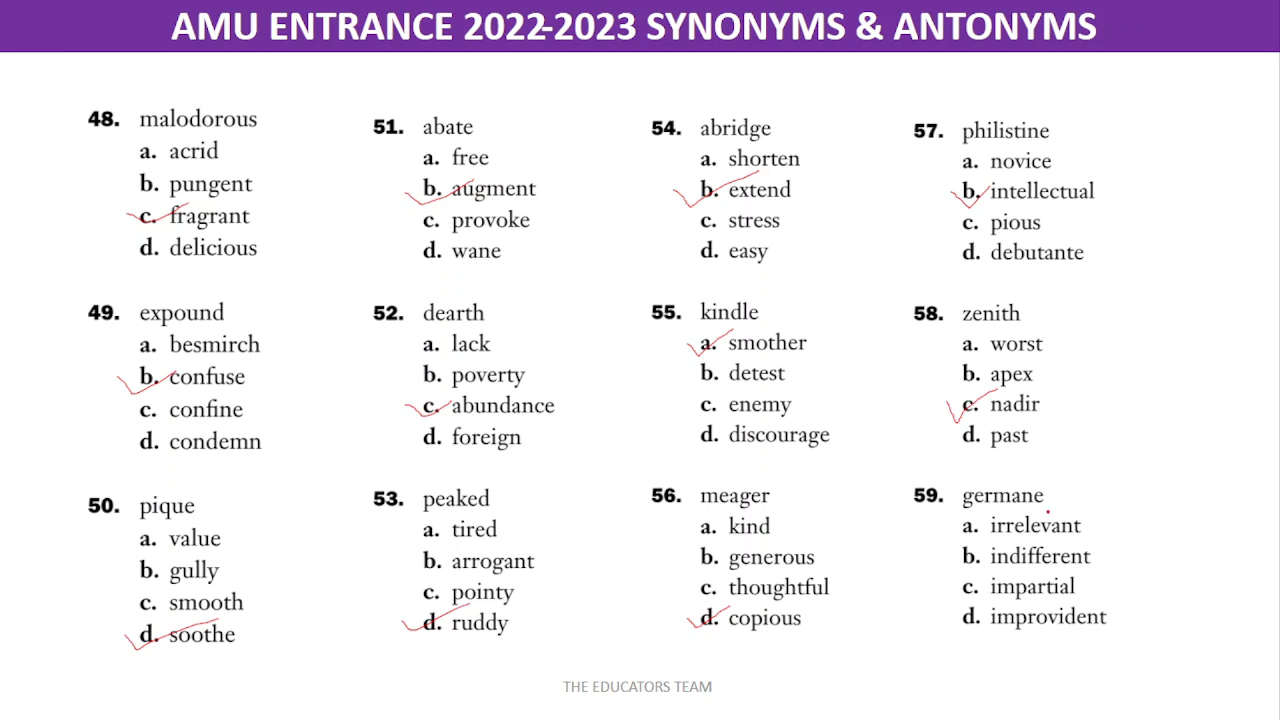 AMU ENTRANCE 2022-2023 SYNONYMS & ANTONYMS
48. malodorous
a. acrid
b. pungent
c. fragrant
d. delicious
49. expound
a. besmirch
b. confuse
c. confine
d. condemn
50. pique
a. value
b. gully
c. smooth
d. soothe
51. abate
a. free
b. augment
c. provoke
d. wane
52. dearth
a. lack
b. poverty
c. abundance
d. foreign
53. peaked
a. tired
b. arrogant
c. pointy
d. ruddy
54. abridge
a. shorten
b. extend
c. stress
d. easy
55. kindle
a. smother
b. detest
c. enemy
d. discourage
56. meager
a. kind
b. generous
c. thoughtful
d. copious
57. philistine
a. novice
b. intellectual
c. pious
d. debutante
58. zenith
a. worst
b. apex
c. nadir
d. past
59. germane
a. irrelevant
b. indifferent
c. impartial
d. improvident
THE EDUCATORS TEAM